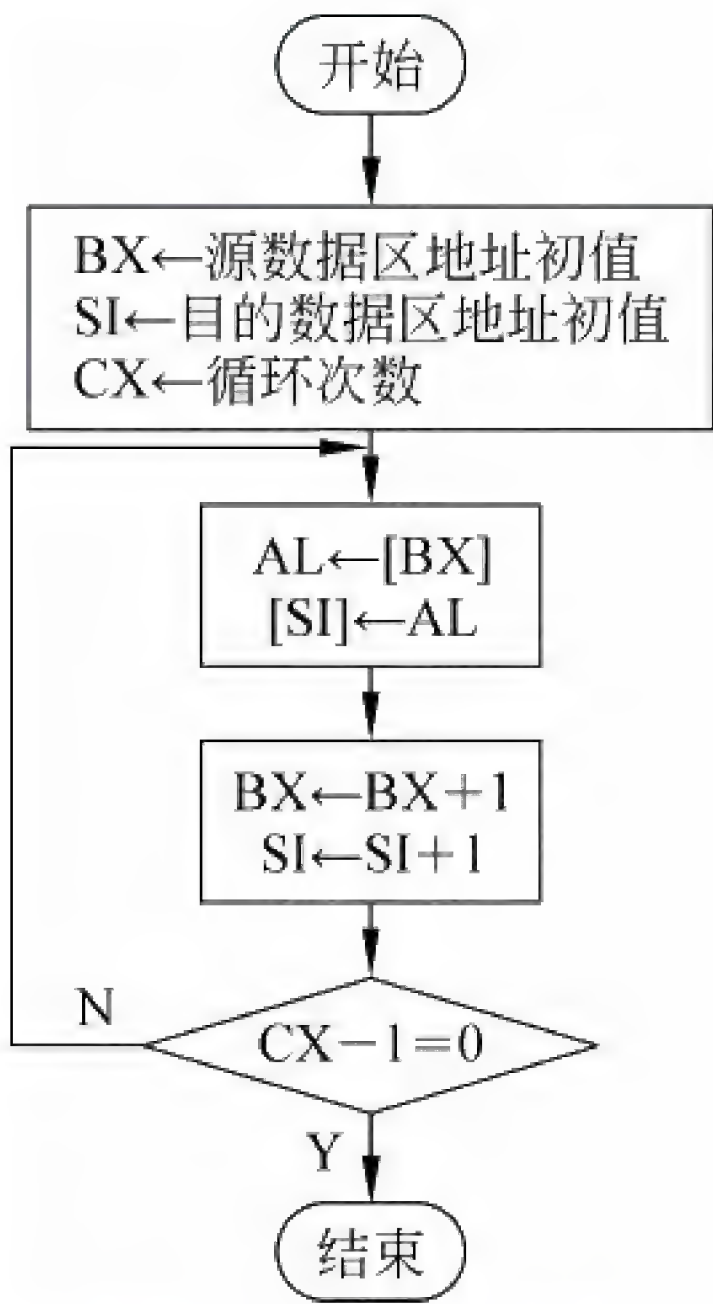 开始
BX←源数据区地址初值
SI←目的数据区地址初值
CX←循环次数
AL←[BX]
[SI]←AL
BX←BX+1
SI←SI+1
N
CX-1=0
Y
结束